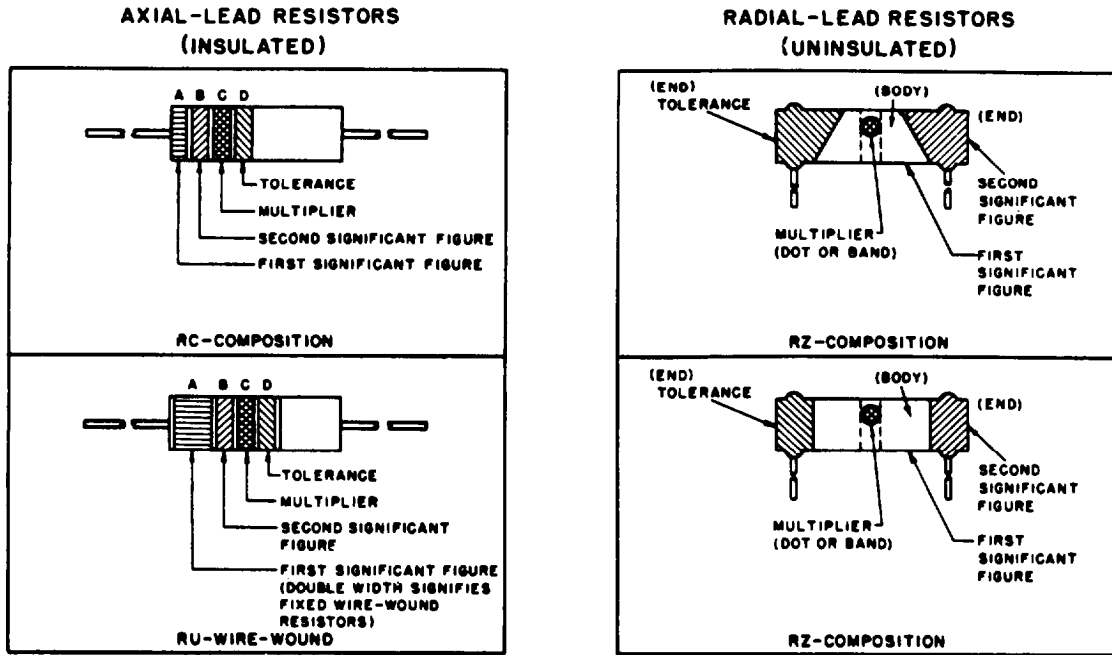 AXIAL-LEAD RESISTORS
(INSULATED)
A B C D
TOLERANCE
MULTIPLIER
SECOND SIGNIFICANT FIGURE
FIRST SIGNIFICANT FIGURE
RC-COMPOSITION
A B C D
TOLERANCE
MULTIPLIER
SECOND SIGNIFICANT
FIGURE
FIRST SIGNIFICANT FIGURE
(DOUBLE WIDTH SIGNIFIES
FIXED WIRE-WOUND
RESISTORS)
RU-WIRE-WOUND
RADIAL-LEAD RESISTORS
(UNINSULATED)
(END)
TOLERANCE
(BODY)
(END)
SECOND
SIGNIFICANT
FIGURE
MULTIPLIER
(DOT OR BAND)
FIRST
SIGNIFICANT
FIGURE
RZ-COMPOSITION
(END)
TOLERANCE
(BODY)
(END)
SECOND
SIGNIFICANT
FIGURE
MULTIPLIER
(DOT OR BAND)
FIRST
SIGNIFICANT
FIGURE
RZ-COMPOSITION